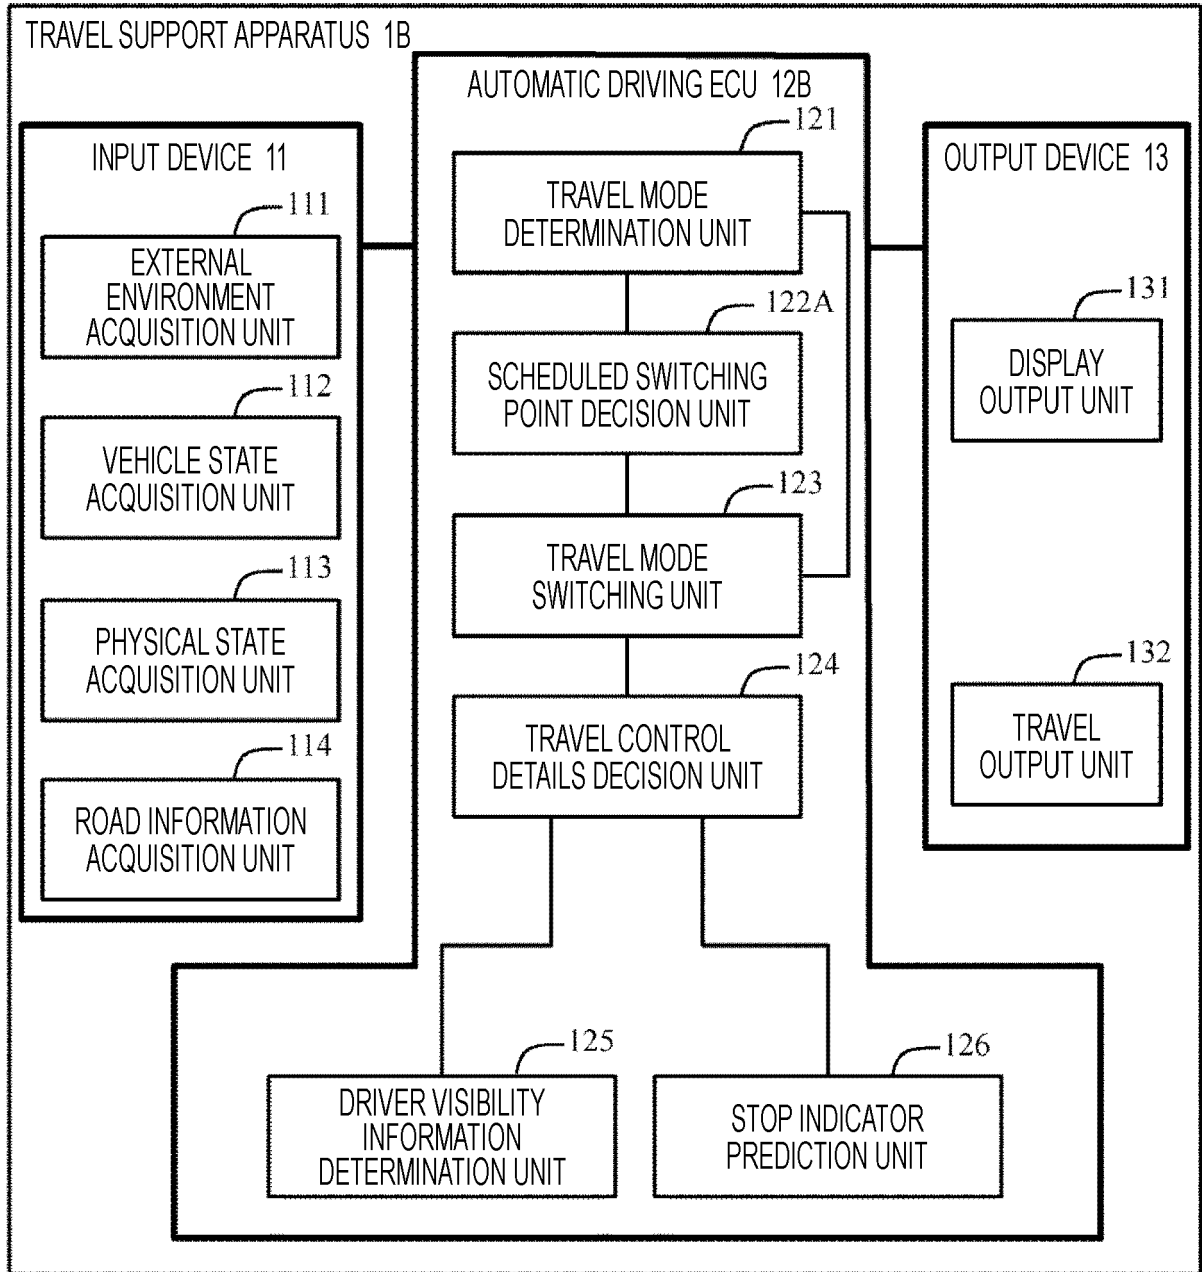 TRAVEL SUPPORT APPARATUS 1B
INPUT DEVICE 11
111
EXTERNAL
ENVIRONMENT
ACQUISITION UNIT
112
VEHICLE STATE
ACQUISITION UNIT
113
PHYSICAL STATE
ACQUISITION UNIT
114
ROAD INFORMATION
ACQUISITION UNIT
AUTOMATIC DRIVING ECU 12B
121
TRAVEL MODE
DETERMINATION UNIT
122A
SCHEDULED SWITCHING
POINT DECISION UNIT
123
TRAVEL MODE
SWITCHING UNIT
124
TRAVEL CONTROL
DETAILS DECISION UNIT
125
DRIVER VISIBILITY
INFORMATION
DETERMINATION UNIT
126
STOP INDICATOR
PREDICTION UNIT
OUTPUT DEVICE 13
131
DISPLAY
OUTPUT UNIT
132
TRAVEL
OUTPUT UNIT